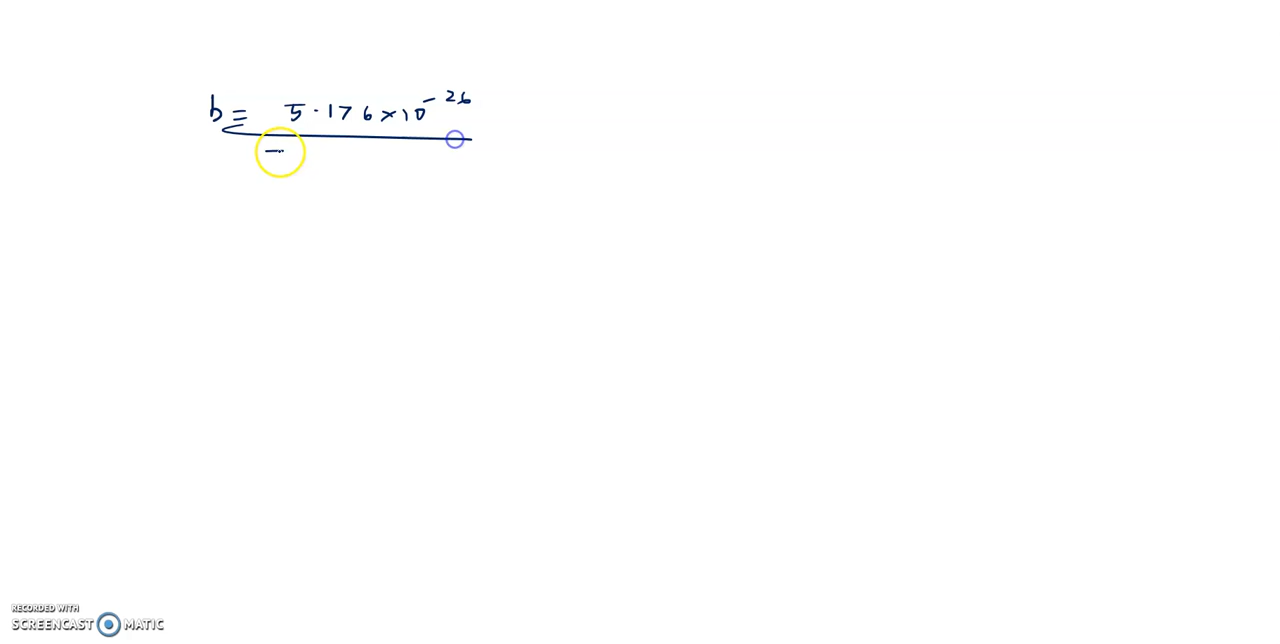 b = 5.176 × 10⁻²⁶
RECORDED WITH
SCREENCAST MATIC